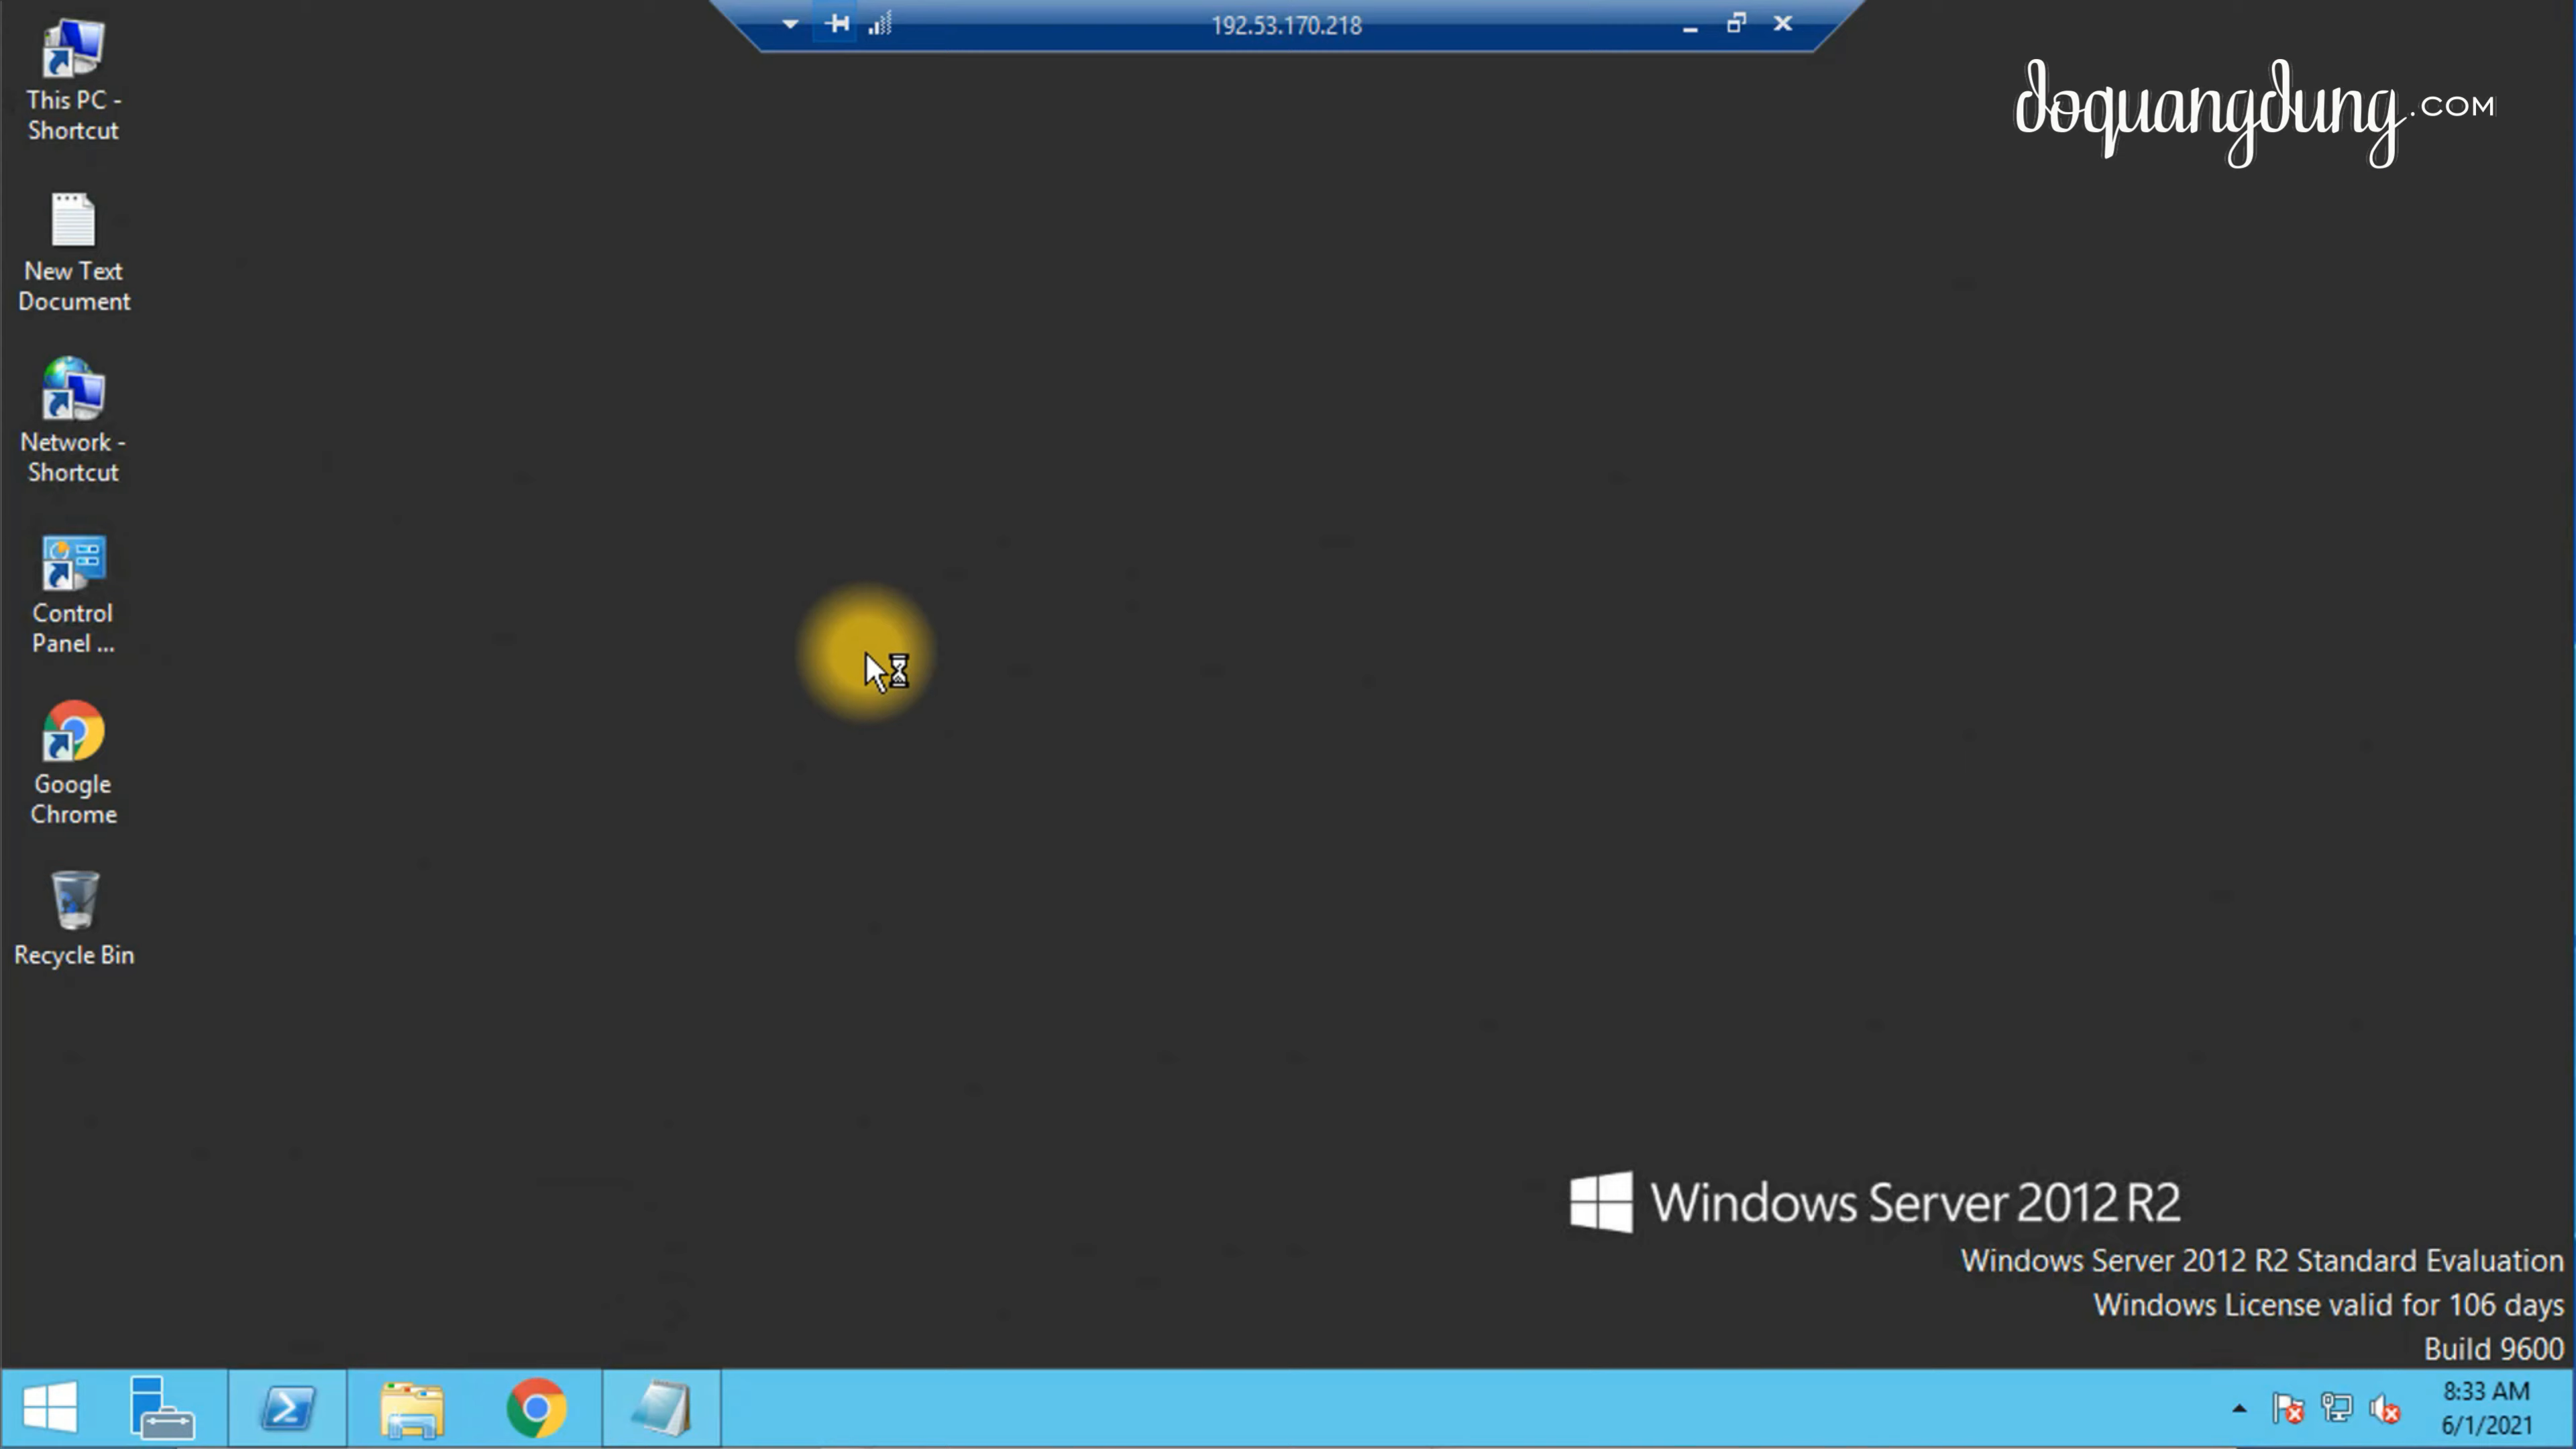 192.53.170.218
doquangdung.COM
This PC -
Shortcut
New Text
Document
Network -
Shortcut
Control
Panel ...
Google
Chrome
Recycle Bin
Windows Server 2012 R2
Windows Server 2012 R2 Standard Evaluation
Windows License valid for 106 days
Build 9600
8:33 AM
6/1/2021